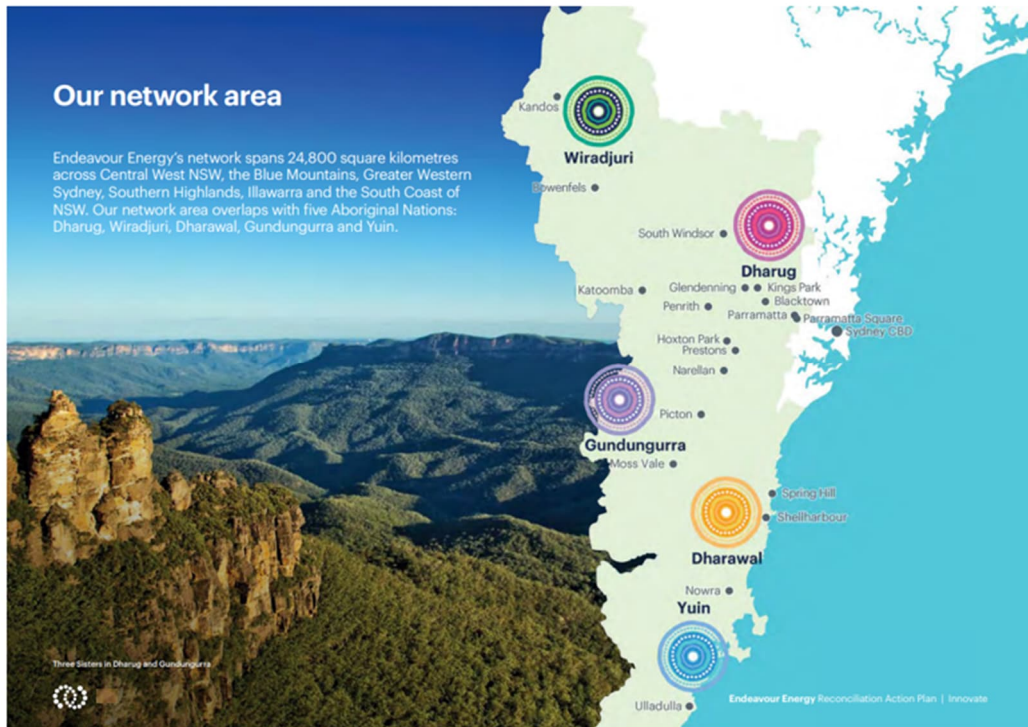 Our network area
Endeavour Energy’s network spans 24,800 square kilometres
across Central West NSW, the Blue Mountains, Greater Western
Sydney, Southern Highlands, Illawarra and the South Coast of
NSW. Our network area overlaps with five Aboriginal Nations:
Dharug, Wiradjuri, Dharawal, Gundungurra and Yuin.
Kandos
Wiradjuri
Bowenfels
South Windsor
Dharug
Katoomba
Glendenning
Kings Park
Penrith
Blacktown
Parramatta
Parramatta Square
Sydney CBD
Hoxton Park
Prestons
Narellan
Picton
Gundungurra
Moss Vale
Spring Hill
Shellharbour
Dharawal
Nowra
Yuin
Ulladulla
Three Sisters in Dharug and Gundungurra
Endeavour Energy Reconciliation Action Plan | Innovate